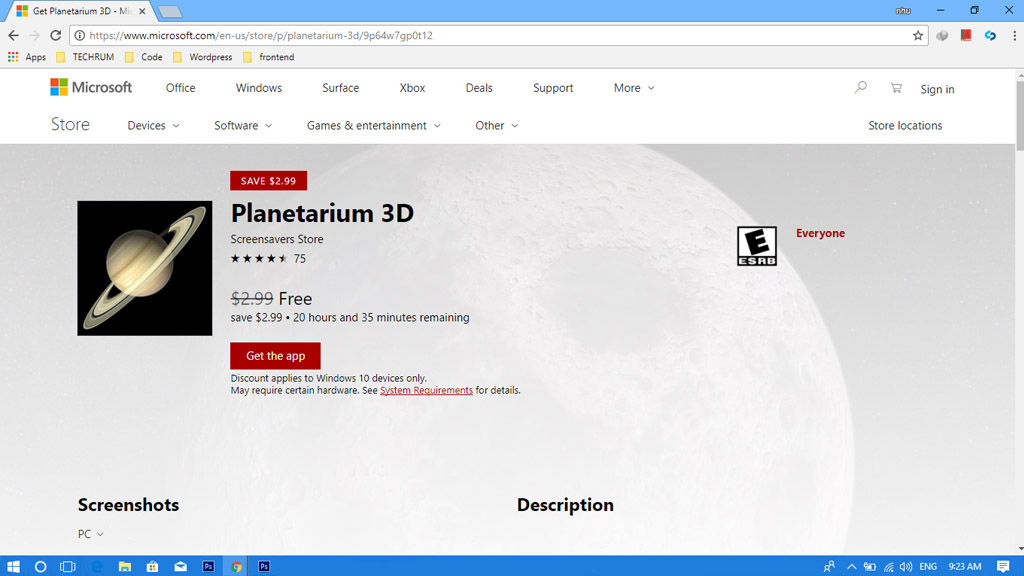 Get Planetarium 3D - Mi
nhu
https://www.microsoft.com/en-us/store/p/planetarium-3d/9p64w7gp0t12
Apps TECHRUM Code Wordpress frontend
Microsoft Office Windows Surface Xbox Deals Support More Sign in
Store Devices Software Games & entertainment Other Store locations
SAVE $2.99
Planetarium 3D
Screensavers Store
75
E
ESRB
Everyone
$2.99 Free
save $2.99 • 20 hours and 35 minutes remaining
Get the app
Discount applies to Windows 10 devices only.
May require certain hardware. See System Requirements for details.
Screenshots Description
PC
e Ps Ps ENG 9:23 AM